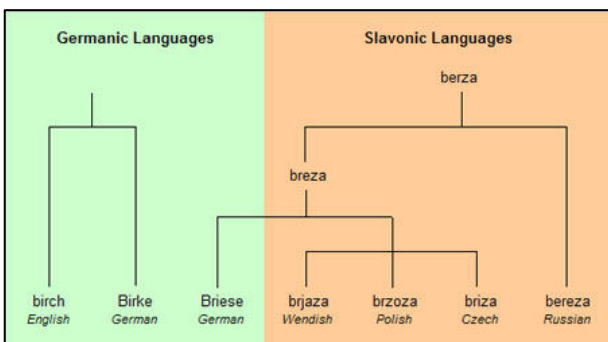 Germanic Languages Slavonic Languages
berza
breza
birch Birke Briese brjaza brzoza briza bereza
English German German Wendish Polish Czech Russian